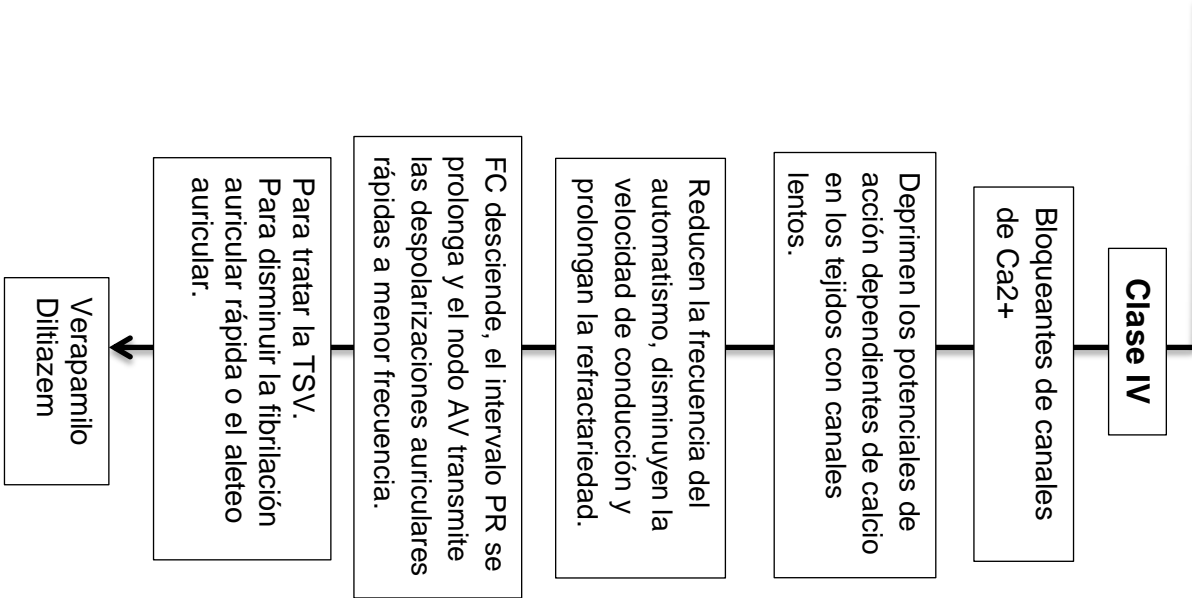 Clase IV
Bloqueantes de canales
de Ca2+
Deprimen los potenciales de
acción dependientes de calcio
en los tejidos con canales
lentos.
Reducen la frecuencia del
automatismo, disminuyen la
velocidad de conducción y
prolongan la refractariedad.
FC desciende, el intervalo PR se
prolonga y el nodo AV transmite
las despolarizaciones auriculares
rápidas a menor frecuencia.
Para tratar la TSV.
Para disminuir la fibrilación
auricular rápida o el aleteo
auricular.
Verapamilo
Diltiazem